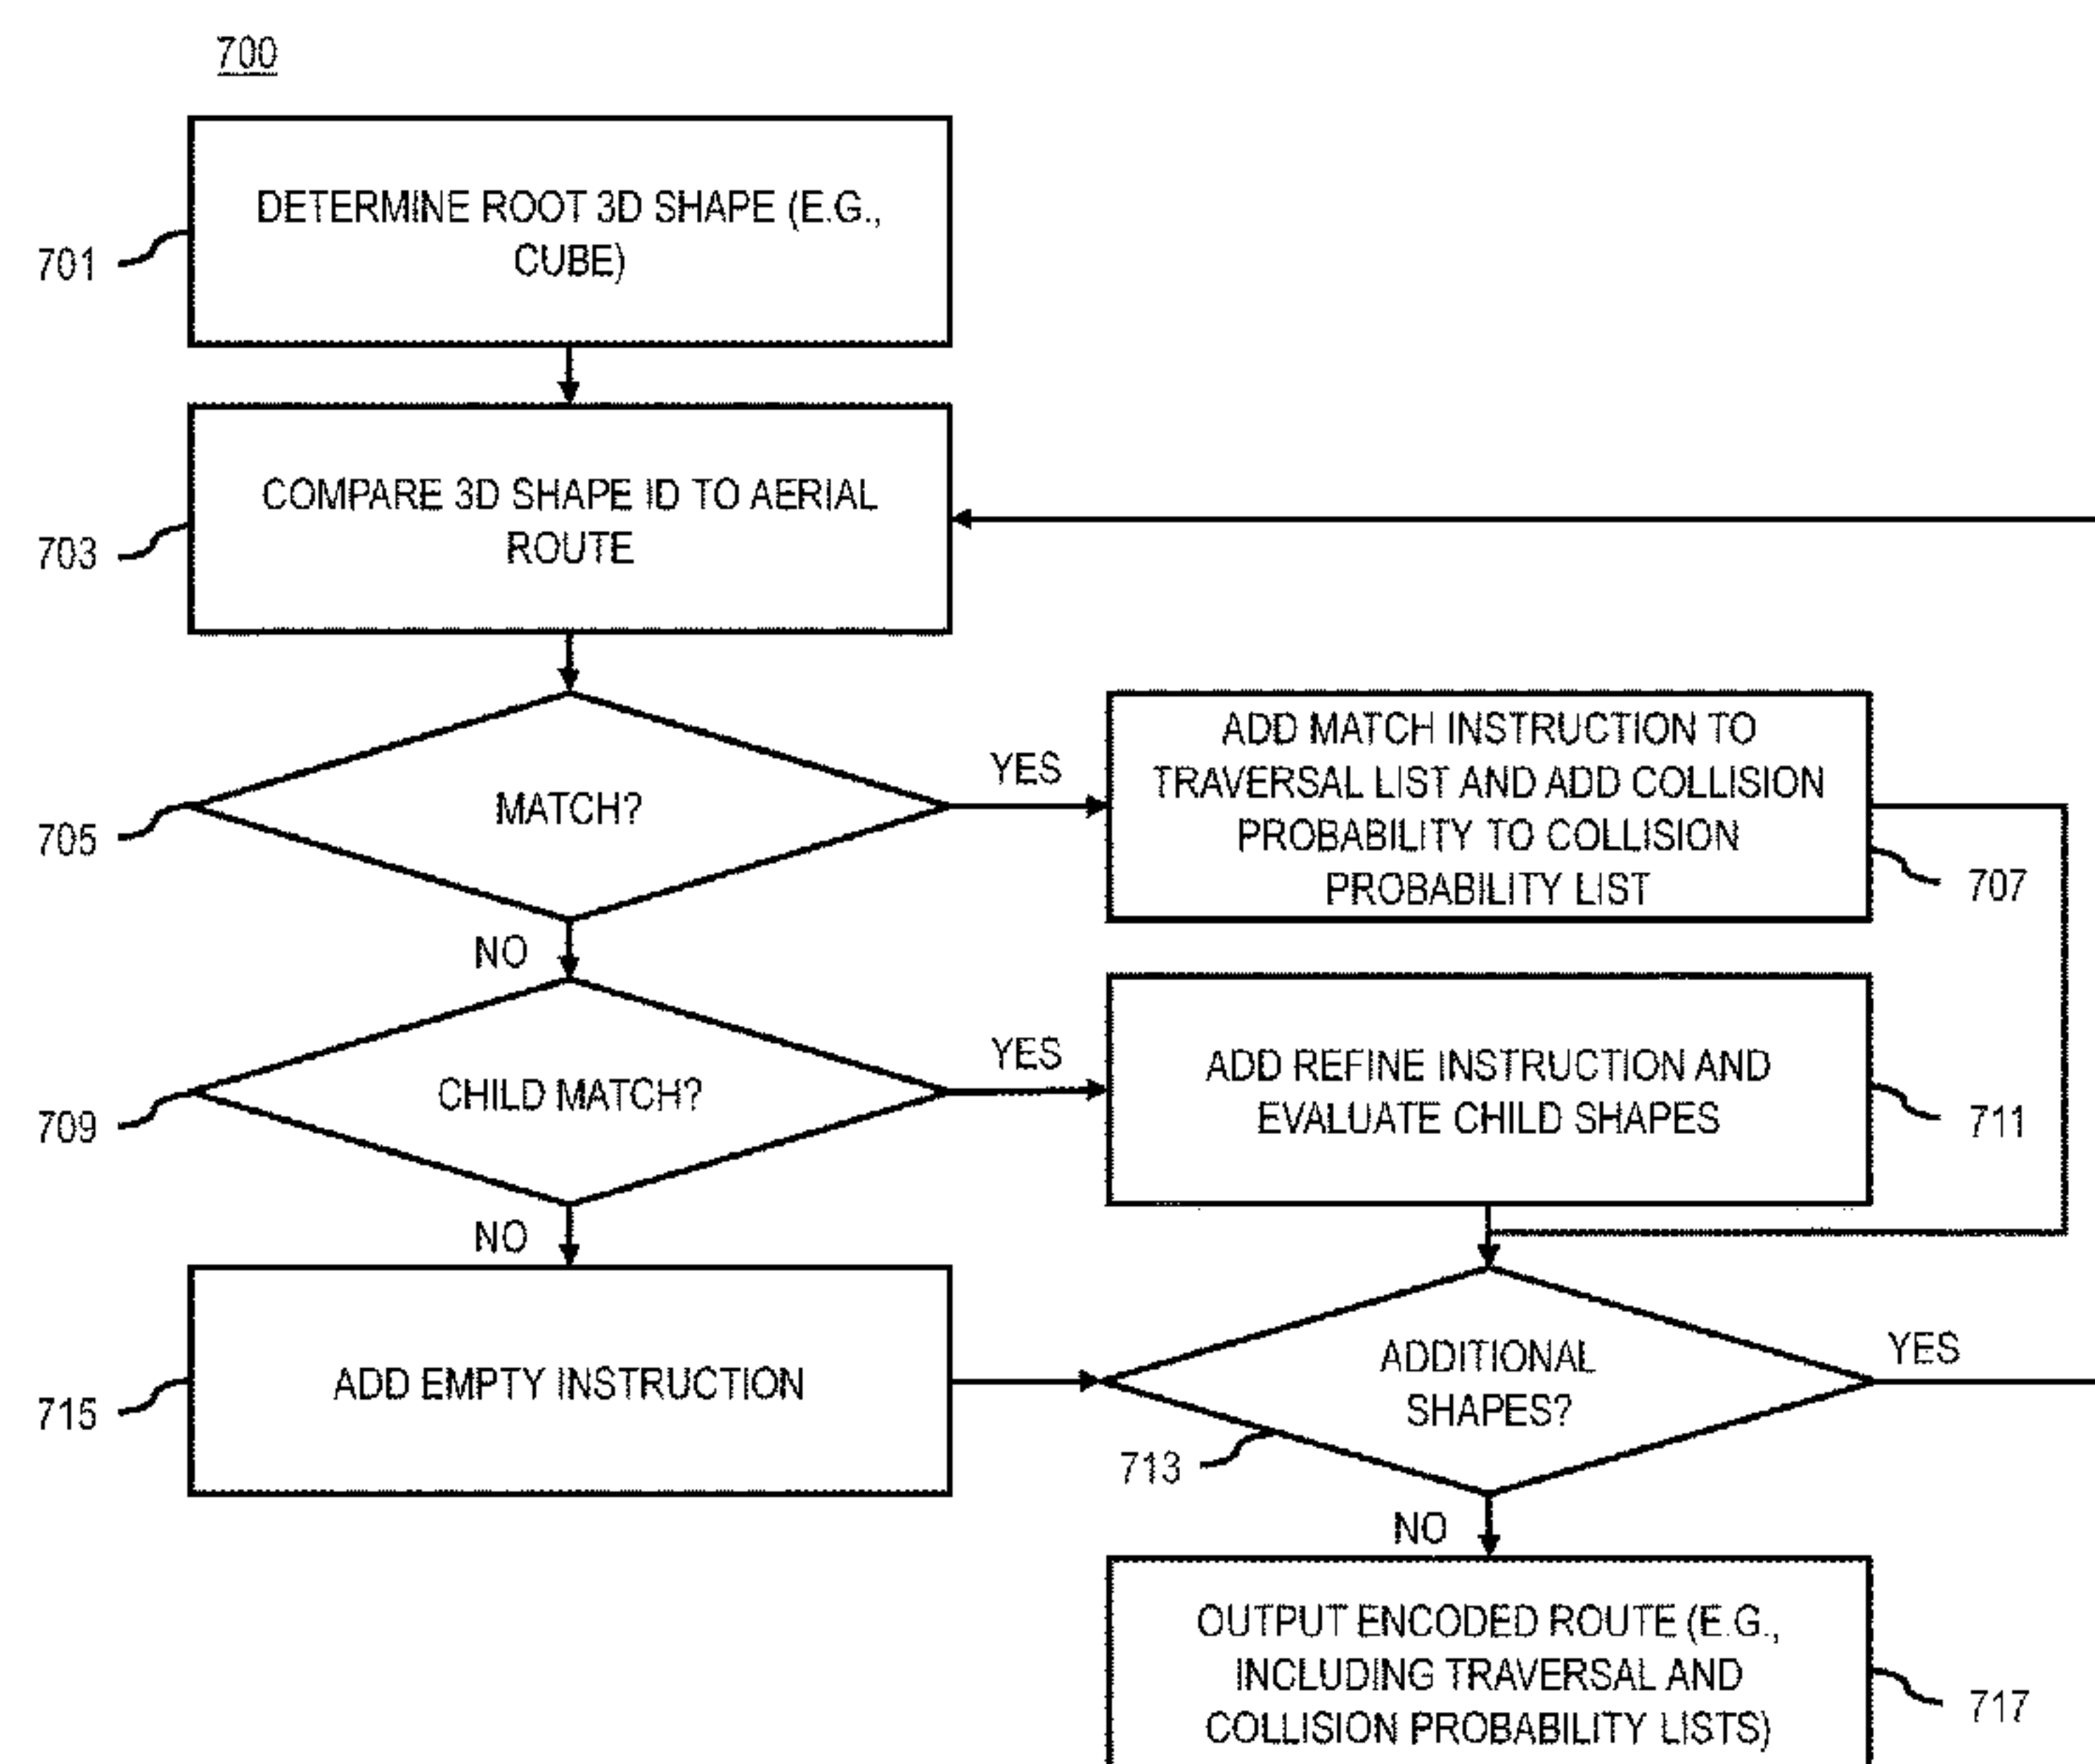 700
DETERMINE ROOT 3D SHAPE (E.G.,
CUBE)
701
COMPARE 3D SHAPE ID TO AERIAL
ROUTE
703
MATCH?
705
YES
ADD MATCH INSTRUCTION TO
TRAVERSAL LIST AND ADD COLLISION
PROBABILITY TO COLLISION
PROBABILITY LIST
707
NO
CHILD MATCH?
709
YES
ADD REFINE INSTRUCTION AND
EVALUATE CHILD SHAPES
711
NO
ADD EMPTY INSTRUCTION
715
ADDITIONAL
SHAPES?
713
YES
NO
OUTPUT ENCODED ROUTE (E.G.,
INCLUDING TRAVERSAL AND
COLLISION PROBABILITY LISTS)
717